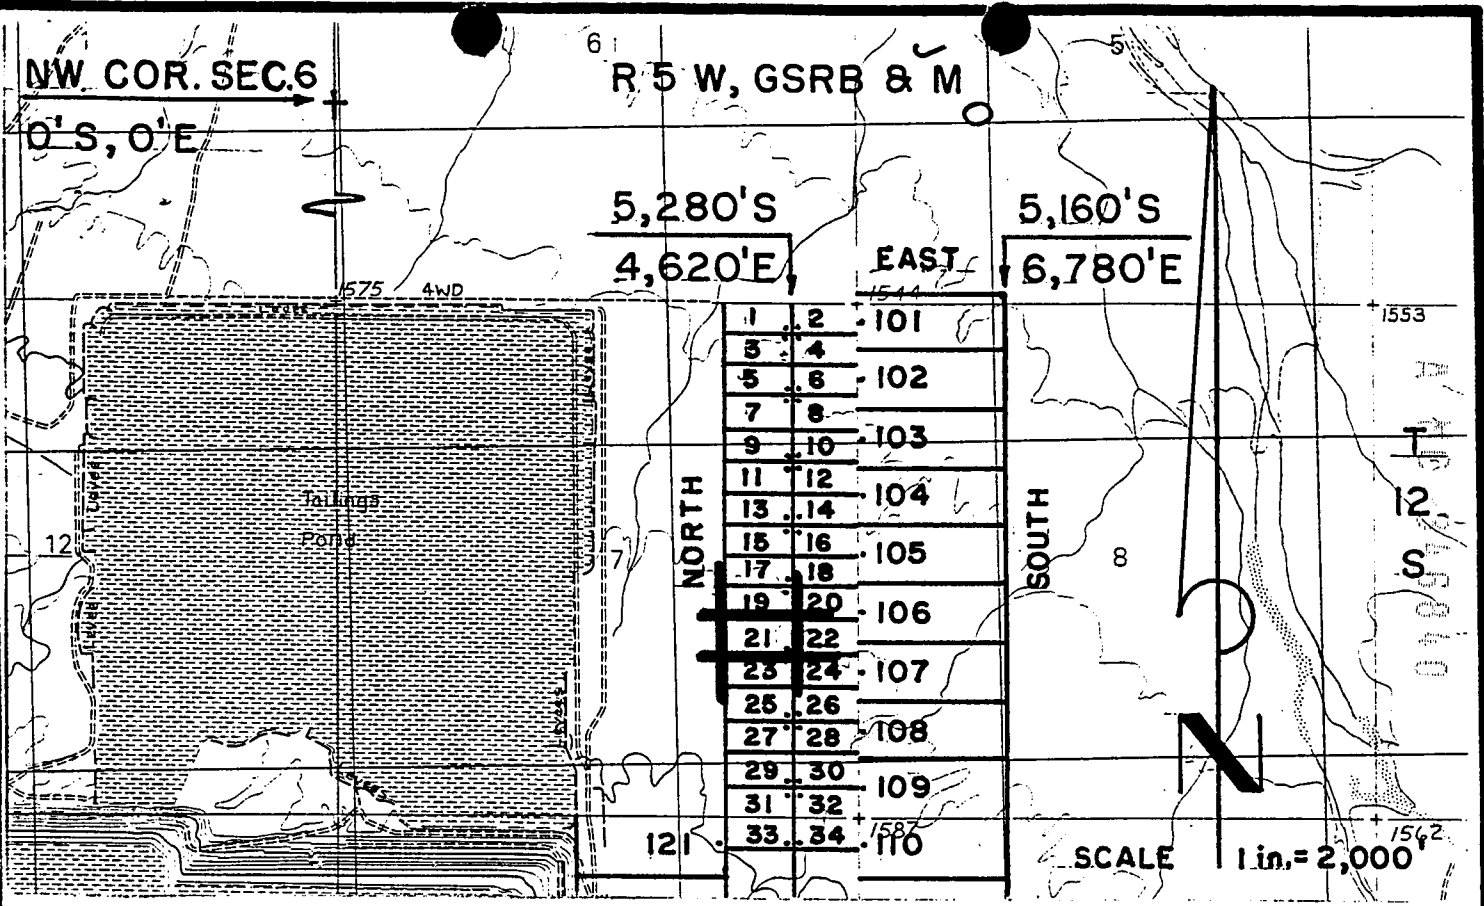 6 5
NW. COR. SEC.6
R 5 W, GSRB & M
0'S, 0'E
5,280'S 5,160'S
4,620'E EAST 6,780'E
1575 4WD 1544
1 2 101 1553
3 4
5 6 102
7 8
9 10 103
T
11 12
Levee
NORTH
104
Tailings
12
13 14
SOUTH
Pond
12 7 15 16 105 8
S
17 18
19 20 106
21 22
23 24 107
25 26
Levees
27 28 108
N
29 30
109
31 32
1587 1562
121 33 34 110
SCALE 1 in. = 2,000'